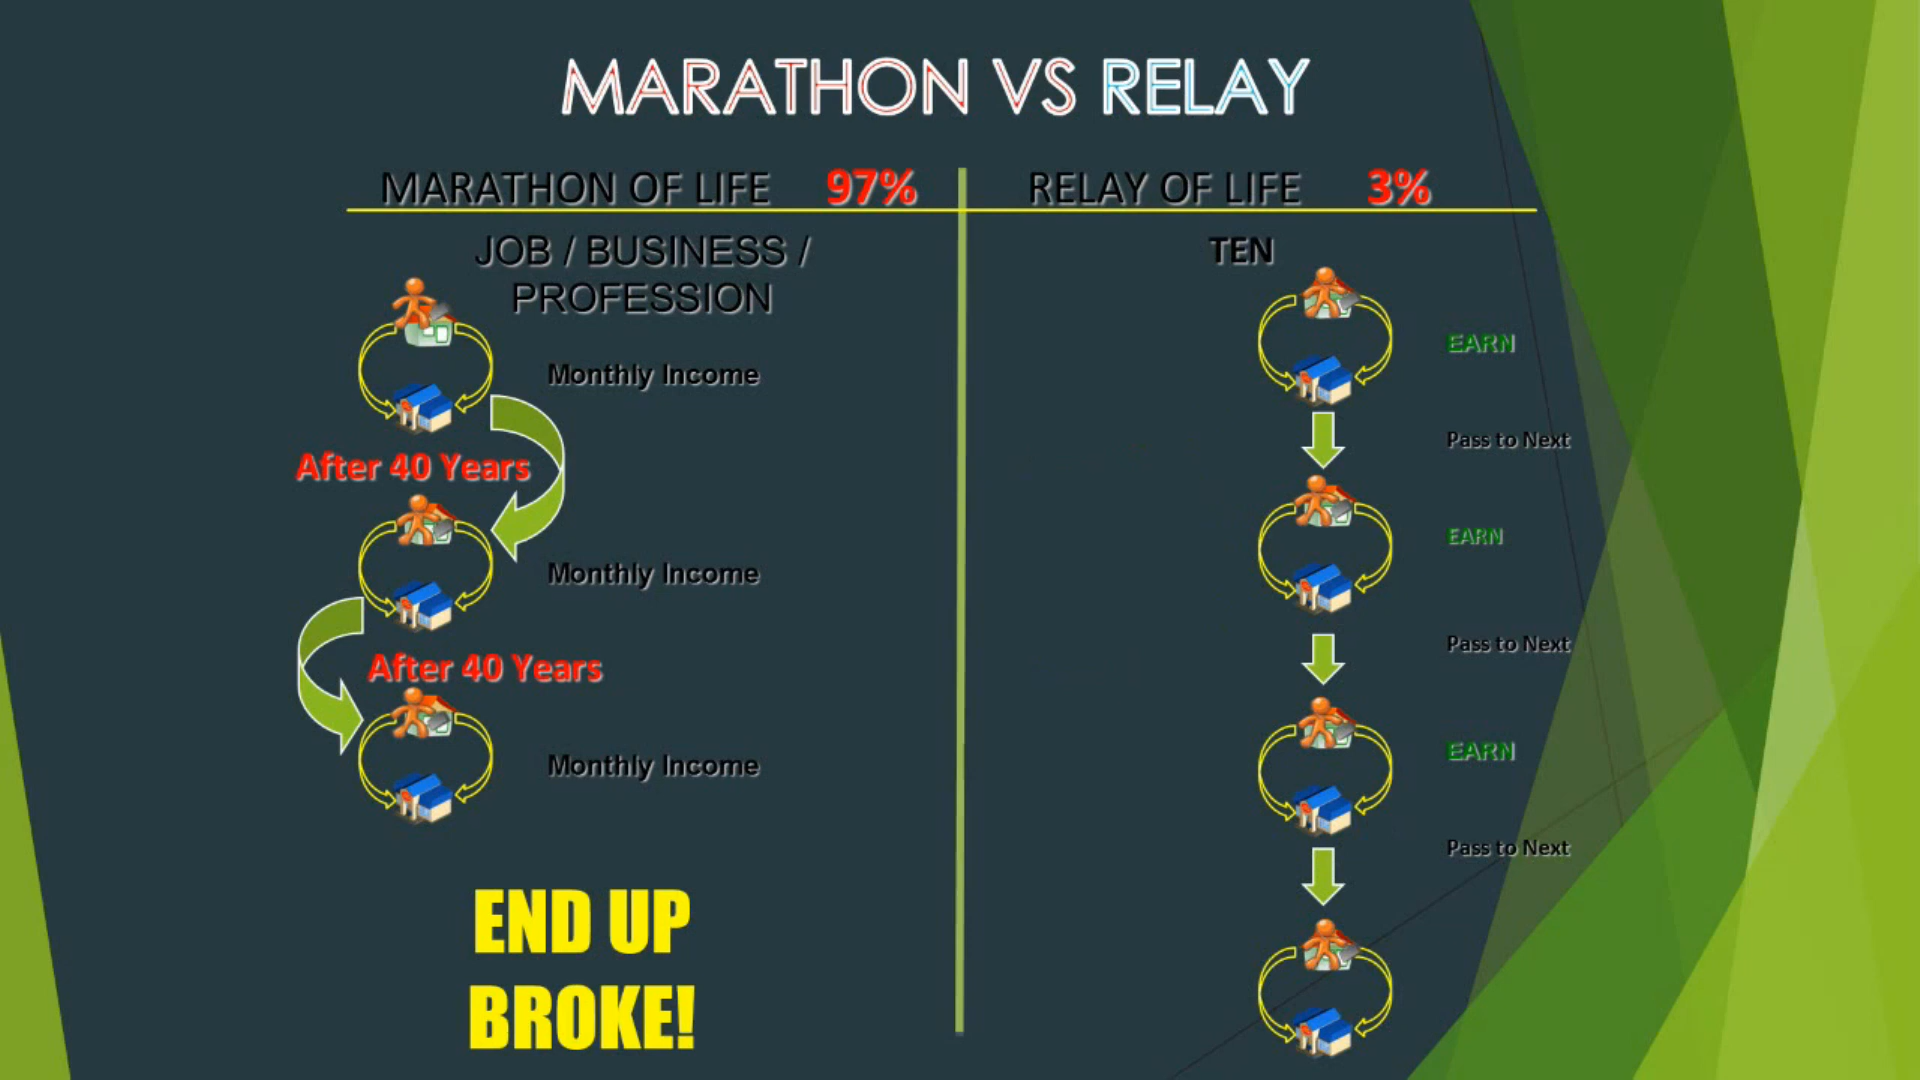 MARATHON VS RELAY
MARATHON OF LIFE 97%
JOB / BUSINESS /
PROFESSION
Monthly Income
After 40 Years
Monthly Income
After 40 Years
Monthly Income
END UP
BROKE!
RELAY OF LIFE 3%
TEN
EARN
Pass to Next
EARN
Pass to Next
EARN
Pass to Next